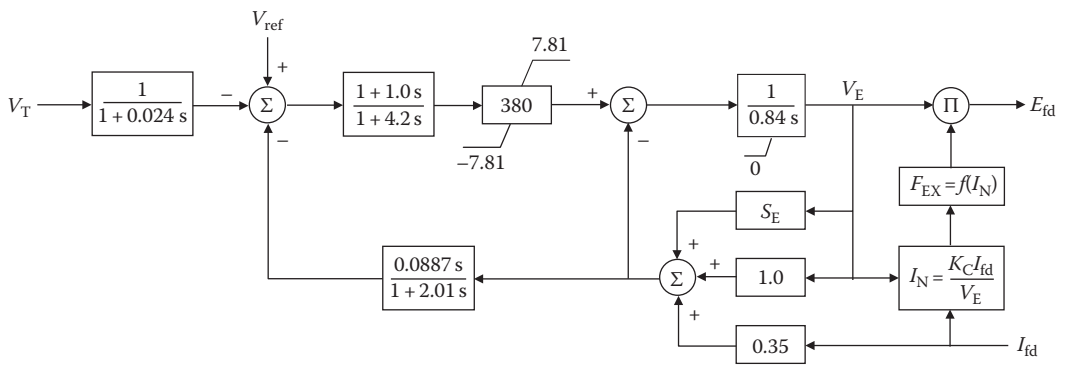 V_ref
7.81
V_T
1 / 1 + 0.024 s
−
+
Σ
−
1 + 1.0 s / 1 + 4.2 s
380
−7.81
+
Σ
−
1 / 0.84 s
0
V_E
Π
E_fd
F_EX = f(I_N)
S_E
+
0.0887 s / 1 + 2.01 s
Σ
+
1.0
I_N = K_C I_fd / V_E
+
0.35
I_fd